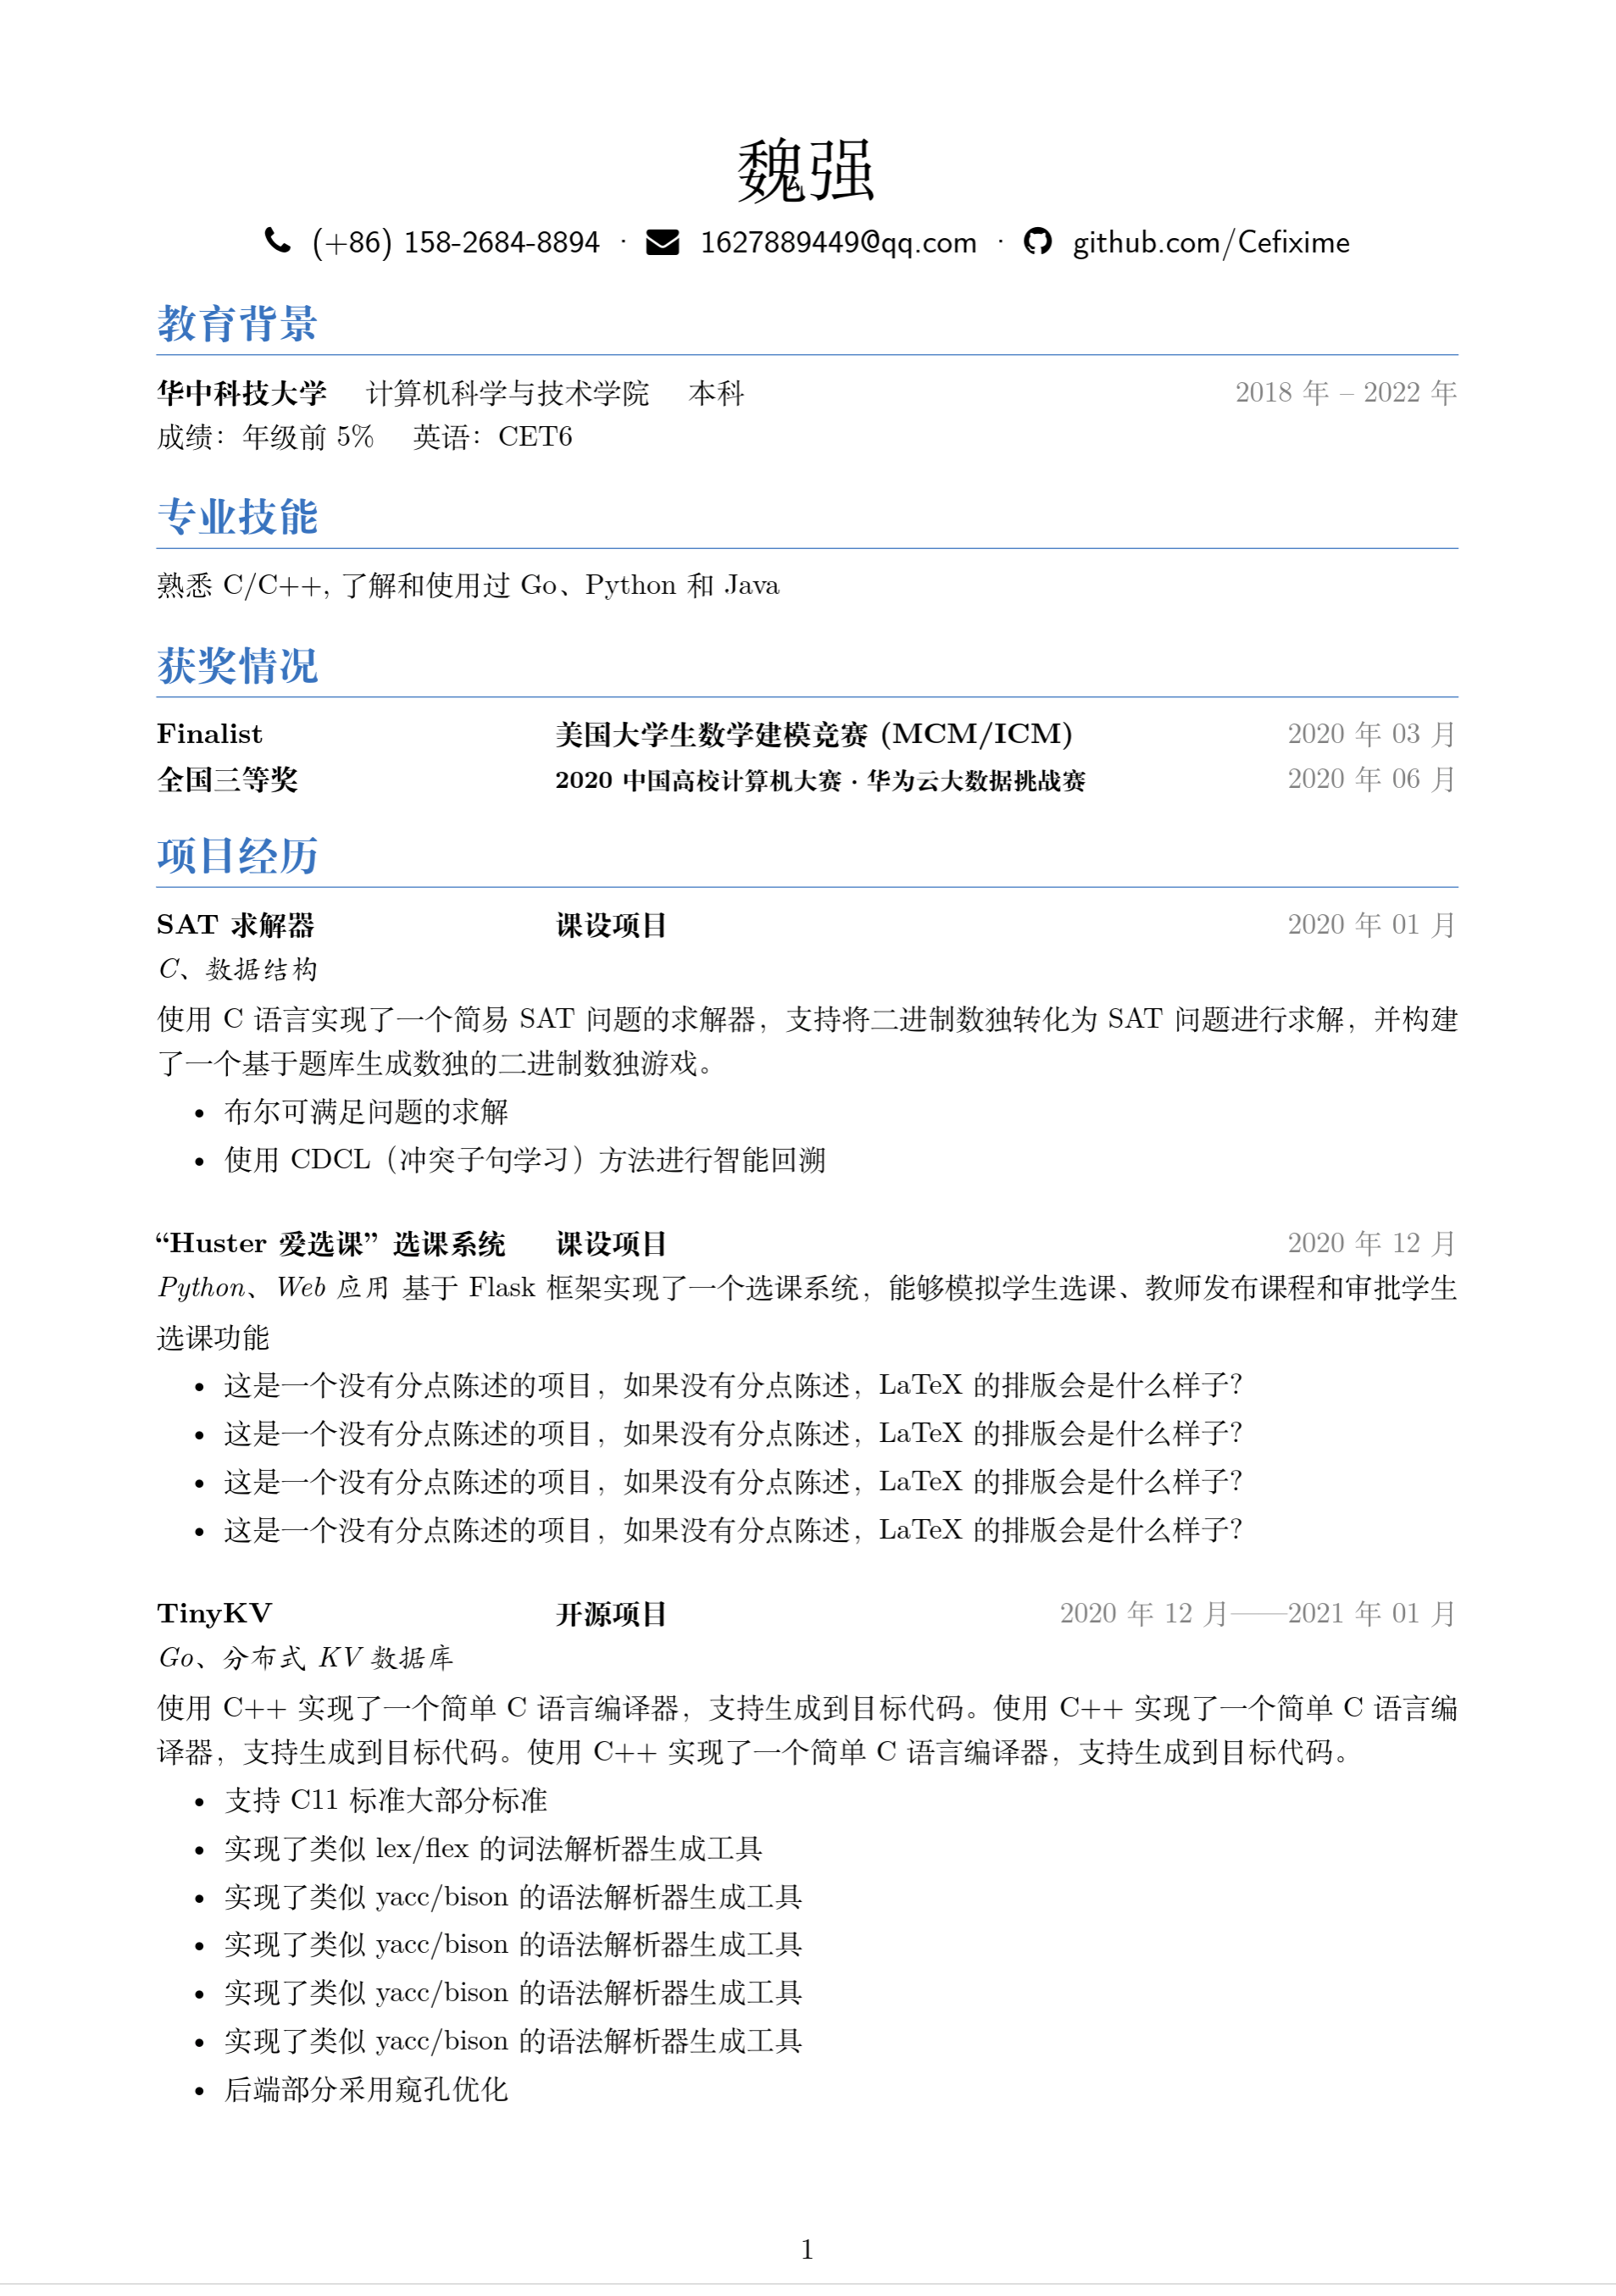 魏强
(+86) 158-2684-8894 · 1627889449@qq.com · github.com/Cefixime
教育背景
华中科技大学 计算机科学与技术学院 本科 2018 年 – 2022 年
成绩：年级前 5% 英语：CET6
专业技能
熟悉 C/C++, 了解和使用过 Go、Python 和 Java
获奖情况
Finalist 美国大学生数学建模竞赛 (MCM/ICM) 2020 年 03 月
全国三等奖 2020 中国高校计算机大赛 · 华为云大数据挑战赛 2020 年 06 月
项目经历
SAT 求解器 课设项目 2020 年 01 月
C、数据结构
使用 C 语言实现了一个简易 SAT 问题的求解器，支持将二进制数独转化为 SAT 问题进行求解，并构建
了一个基于题库生成数独的二进制数独游戏。
• 布尔可满足问题的求解
• 使用 CDCL（冲突子句学习）方法进行智能回溯
“Huster 爱选课” 选课系统 课设项目 2020 年 12 月
Python、Web 应用 基于 Flask 框架实现了一个选课系统，能够模拟学生选课、教师发布课程和审批学生
选课功能
• 这是一个没有分点陈述的项目，如果没有分点陈述，LaTeX 的排版会是什么样子？
• 这是一个没有分点陈述的项目，如果没有分点陈述，LaTeX 的排版会是什么样子？
• 这是一个没有分点陈述的项目，如果没有分点陈述，LaTeX 的排版会是什么样子？
• 这是一个没有分点陈述的项目，如果没有分点陈述，LaTeX 的排版会是什么样子？
TinyKV 开源项目 2020 年 12 月——2021 年 01 月
Go、分布式 KV 数据库
使用 C++ 实现了一个简单 C 语言编译器，支持生成到目标代码。使用 C++ 实现了一个简单 C 语言编
译器，支持生成到目标代码。使用 C++ 实现了一个简单 C 语言编译器，支持生成到目标代码。
• 支持 C11 标准大部分标准
• 实现了类似 lex/flex 的词法解析器生成工具
• 实现了类似 yacc/bison 的语法解析器生成工具
• 实现了类似 yacc/bison 的语法解析器生成工具
• 实现了类似 yacc/bison 的语法解析器生成工具
• 实现了类似 yacc/bison 的语法解析器生成工具
• 后端部分采用窥孔优化
1